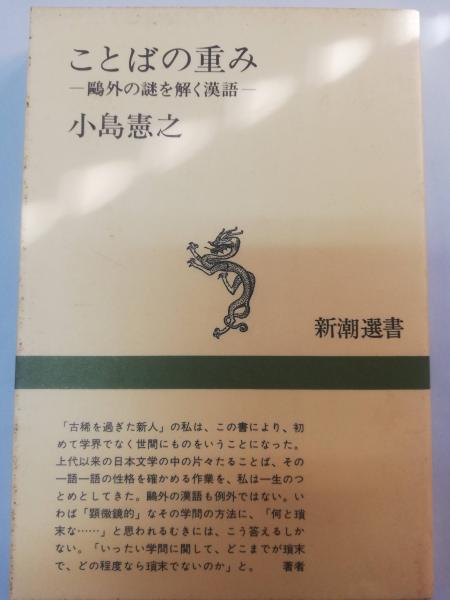 ことばの重み
―鷗外の謎を解く漢語―
小島憲之
新潮選書
「古稀を過ぎた新人」の私は、この書により、初
めて学界でなく世間にものをいうことになった。
上代以来の日本文学の中の片々たることば、その
一語一語の性格を確かめる作業を、私は一生のつ
とめとしてきた。鷗外の漢語も例外ではない。い
わば「顕微鏡的」なその学問の方法に、「何と瑣
末な……」と思われるむきには、こう答えるしか
ない。「いったい学問に関して、どこまでが瑣末
で、どの程度なら瑣末でないのか」と。　著者